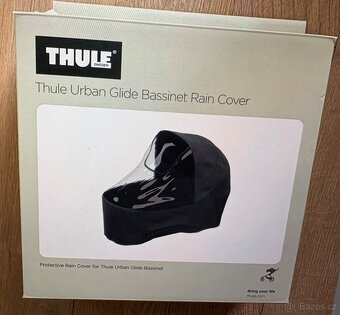 THULE
SWEDEN
Thule Urban Glide Bassinet Rain Cover
Protective Rain Cover for Thule Urban Glide Bassinet
Bring your life
thule.com